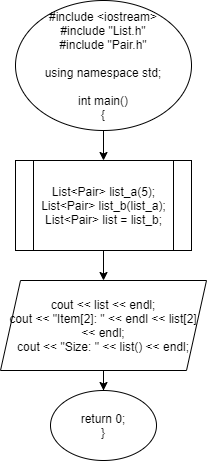 #include <iostream>
#include "List.h"
#include "Pair.h"
using namespace std;
int main()
{
List<Pair> list_a(5);
List<Pair> list_b(list_a);
List<Pair> list = list_b;
cout << list << endl;
cout << "Item[2]: " << endl << list[2]
<< endl;
cout << "Size: " << list() << endl;
return 0;
}